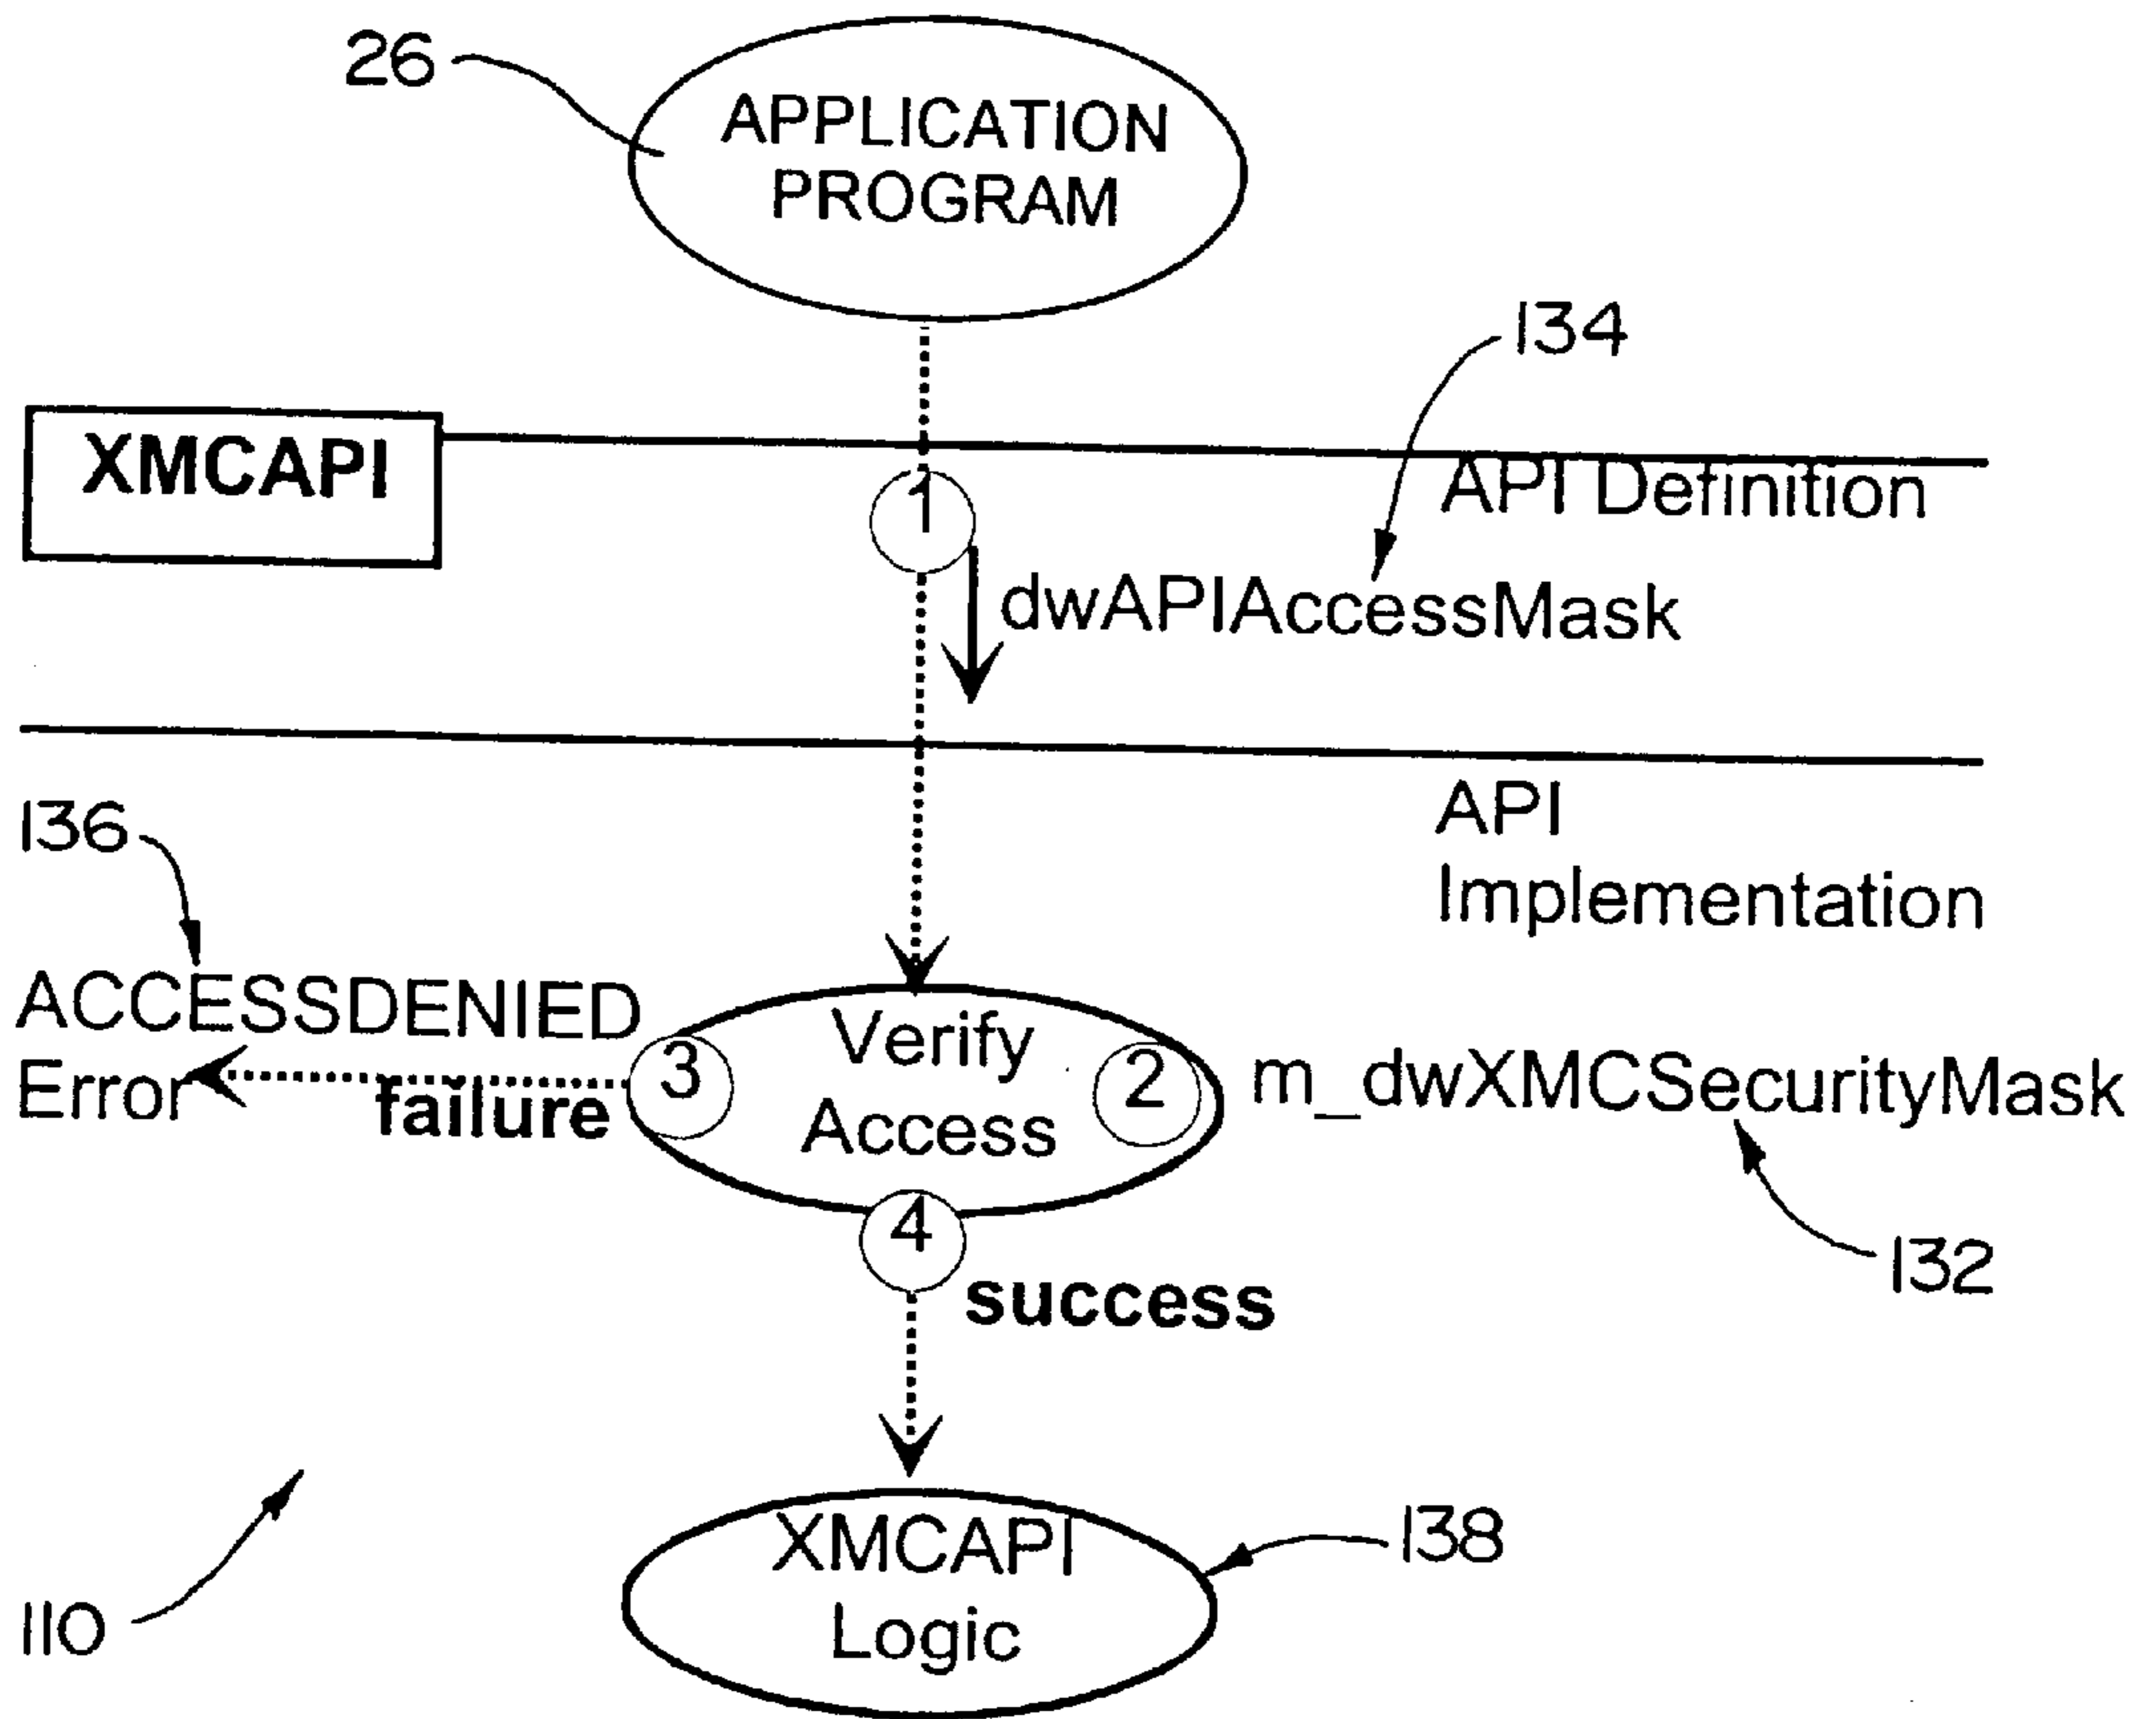 26
APPLICATION
PROGRAM
134
XMCAPI
1
API Definition
dwAPIAccessMask
136
API
Implementation
ACCESSDENIED
Error
failure
3
Verify
Access
2
m_dwXMCSecurityMask
4
success
132
XMCAPI
Logic
138
110